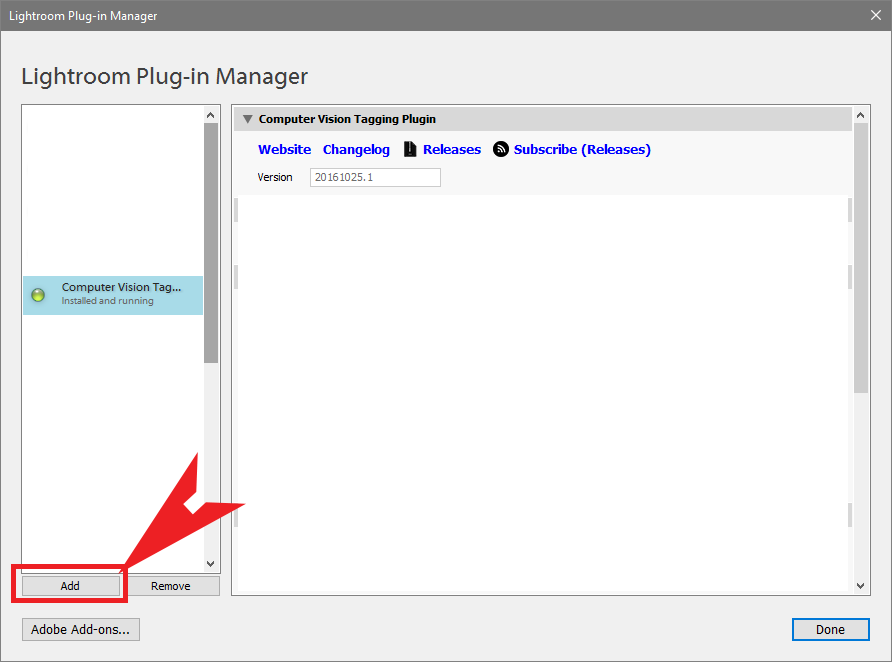 Lightroom Plug-in Manager
Lightroom Plug-in Manager
Computer Vision Tag...
Installed and running
Add
Remove
Computer Vision Tagging Plugin
Website Changelog Releases Subscribe (Releases)
Version 20161025.1
Adobe Add-ons...
Done